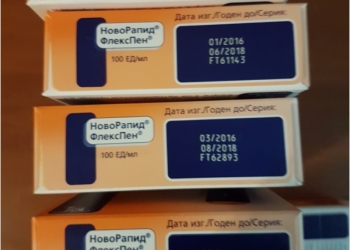 Дата изг./Годен до/Серия:
НовоРапид®
ФлексПен®
100 ЕД/мл
01/2016
06/2018
FT61143
Дата изг./Годен до/Серия:
НовоРапид®
ФлексПен®
100 ЕД/мл
03/2016
08/2018
FT62893
Дата изг./Годен до/Серия:
НовоРапид®
ФлексПен®